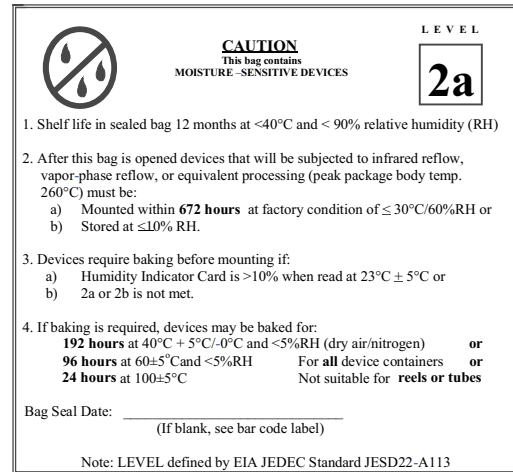 L E V E L
CAUTION
This bag contains
MOISTURE –SENSITIVE DEVICES
2a
1. Shelf life in sealed bag 12 months at <40°C and < 90% relative humidity (RH)
2. After this bag is opened devices that will be subjected to infrared reflow,
vapor-phase reflow, or equivalent processing (peak package body temp.
260°C) must be:
a) Mounted within 672 hours at factory condition of ≤ 30°C/60%RH or
b) Stored at ≤10% RH.
3. Devices require baking before mounting if:
a) Humidity Indicator Card is >10% when read at 23°C ± 5°C or
b) 2a or 2b is not met.
4. If baking is required, devices may be baked for:
192 hours at 40°C + 5°C/-0°C and <5%RH (dry air/nitrogen) or
96 hours at 60±5°Cand <5%RH For all device containers or
24 hours at 100±5°C Not suitable for reels or tubes
Bag Seal Date: ______________________________
(If blank, see bar code label)
Note: LEVEL defined by EIA JEDEC Standard JESD22-A113